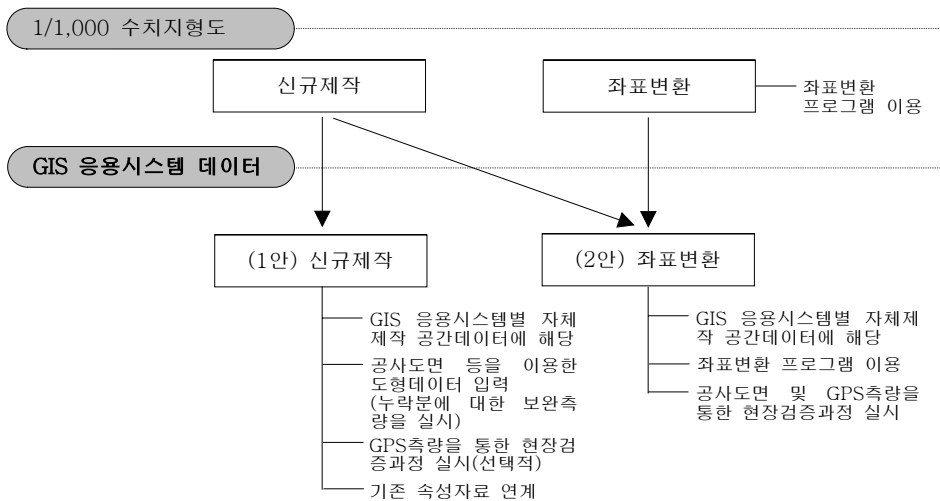 1/1,000 수치지형도
신규제작
좌표변환
좌표변환
프로그램 이용
GIS 응용시스템 데이터
(1안) 신규제작
(2안) 좌표변환
GIS 응용시스템별 자체
제작 공간데이터에 해당
공사도면 등을 이용한
도형데이터 입력
(누락분에 대한 보완측
량을 실시)
GPS측량을 통한 현장검
증과정 실시(선택적)
기존 속성자료 연계
GIS 응용시스템별 자체제
작 공간데이터에 해당
좌표변환 프로그램 이용
공사도면 및 GPS측량을
통한 현장검증과정 실시